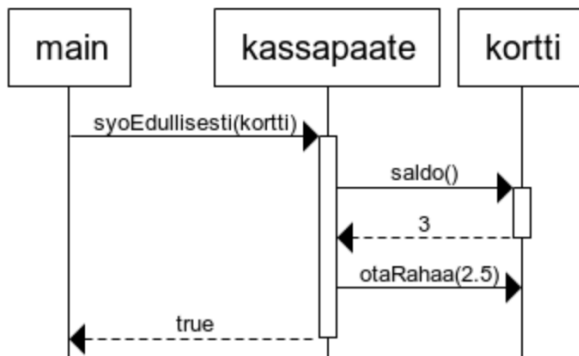 main kassapaate kortti
syoEdullisesti(kortti)
saldo()
3
otaRahaa(2.5)
true